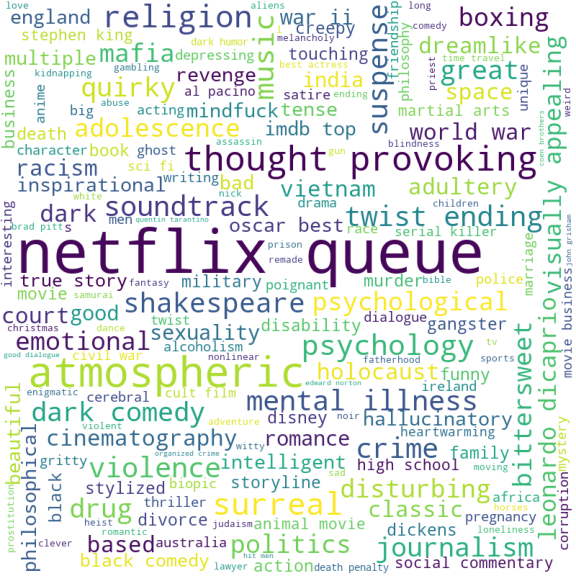 love
aliens
long
england
religion
music
war ii
suspense
friendship
boxing
stephen king
mafia
creepy
comedy
multiple
dark humor
melancholy
philosophy
dreamlike
business
kidnapping
depressing
touching
great
time travel
gambling
revenge
best actress
india
priest
space
unique
weird
anime
quirky
al pacino
satire
ending
martial arts
coen brothers
abuse
big
acting
mindfuck
tense
death
adolescence
assassin
imdb top
blindness
world war
visually appealing
character
book
ghost
gun
thought provoking
racism
sci fi
inspirational
writing
bad
vietnam
adultery
white
nick
drama
children
dark
soundtrack
twist ending
brad pitt
s
men
quentin tarantino
oscar best
race
serial killer
interesting
netflix queue
prison
remade
marriage
john grisham
true story
fantasy
military
poignant
murder
bible
police
movie
samurai
shakespeare
psychological
movie business
court
good
christmas
dance
twist
sexuality
disability
dialogue
gangster
emotional
alcoholism
psychology
tv
good dialogue
civil war
nonlinear
fatherhood
sports
atmospheric
holocaust
funny
edward norton
ireland
bittersweet
leonardo dicaprio
enigmatic
cerebral
cult film
mental illness
beautiful
dark comedy
disney
noir
hallucinatory
violent
adventure
heartwarming
cinematography
witty
romance
crime
family
mystery
philosophical
gritty
organized crime
violence
intelligent
high school
moving
black
stylized
biopic
storyline
sad
disturbing
africa
corruption
prostitution
drug
thriller
surreal
classic
horses
pregnancy
heist
divorce
judaism
animal movie
dickens
loneliness
clever
romantic
based
australia
politics
journalism
black comedy
hit men
lawyer
action
death penalty
social commentary